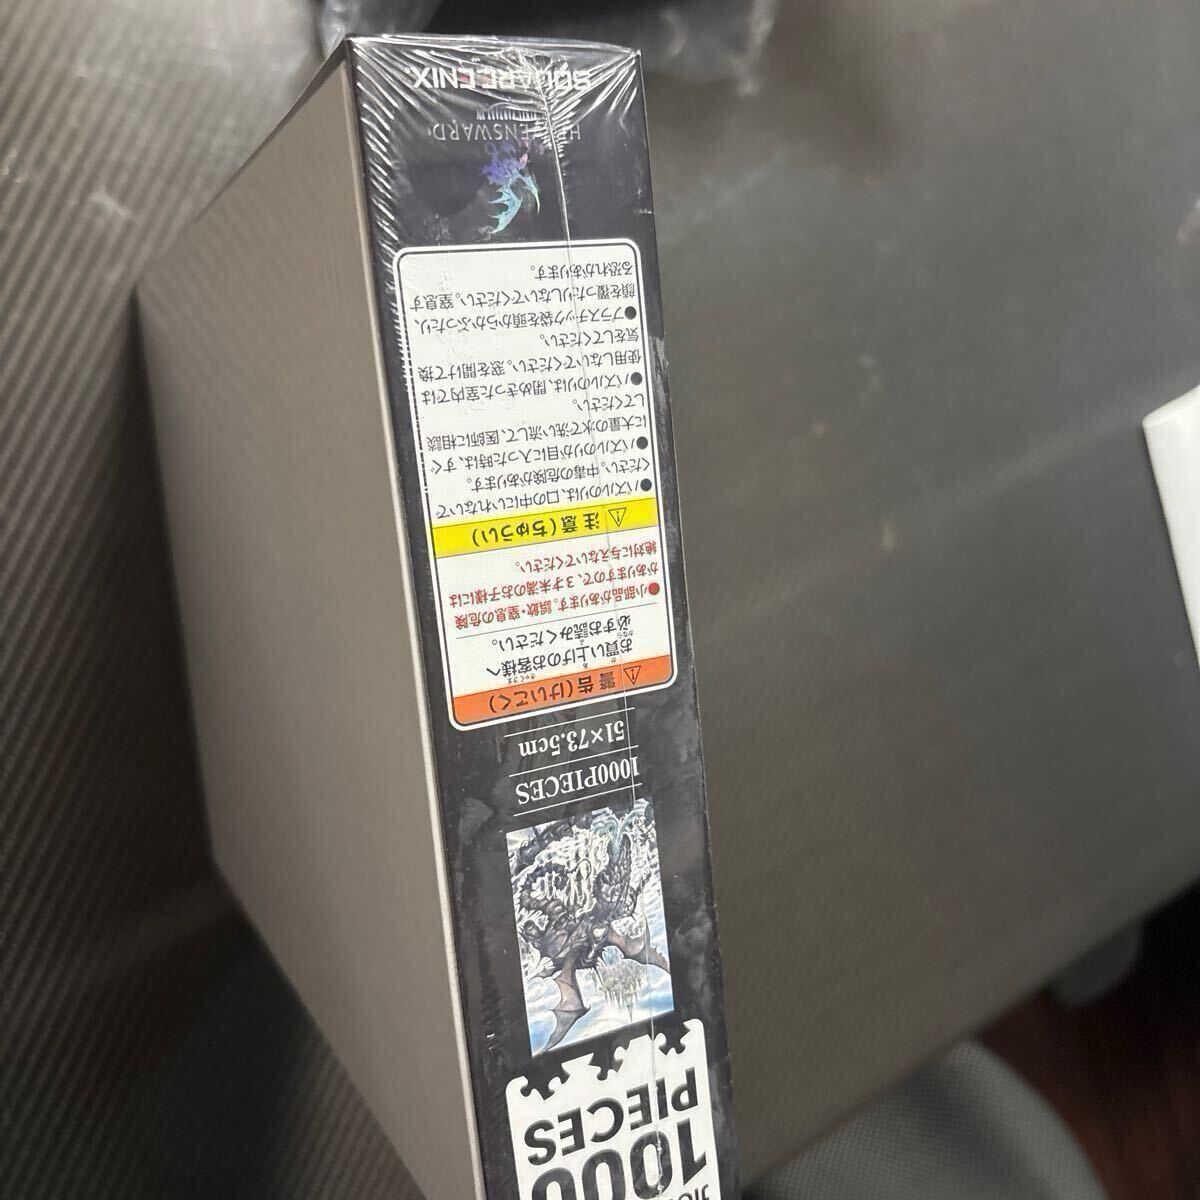 JIG
1000
PIECES
1000PIECES
51×73.5cm
警告(けいこく)
お買い上げのお客様へ
必ずお読みください。
●小部品があります。誤飲・窒息の危険
がありますので、3才未満のお子様には
絶対に与えないでください。
注意(ちゅうい)
●パズルのりは、口の中にいれないで
ください。中毒の危険があります。
●パズルのりが目に入った時は、すぐ
に大量の水で洗い流して、医師に相談
してください。
●パズルのりは、閉めきった室内では
使用しないでください。窓を開けて換
気をしてください。
●プラスチック袋を頭からかぶったり、
顔を覆ったりしないでください。窒息す
る恐れがあります。
HEAVENSWARD
SQUARE ENIX